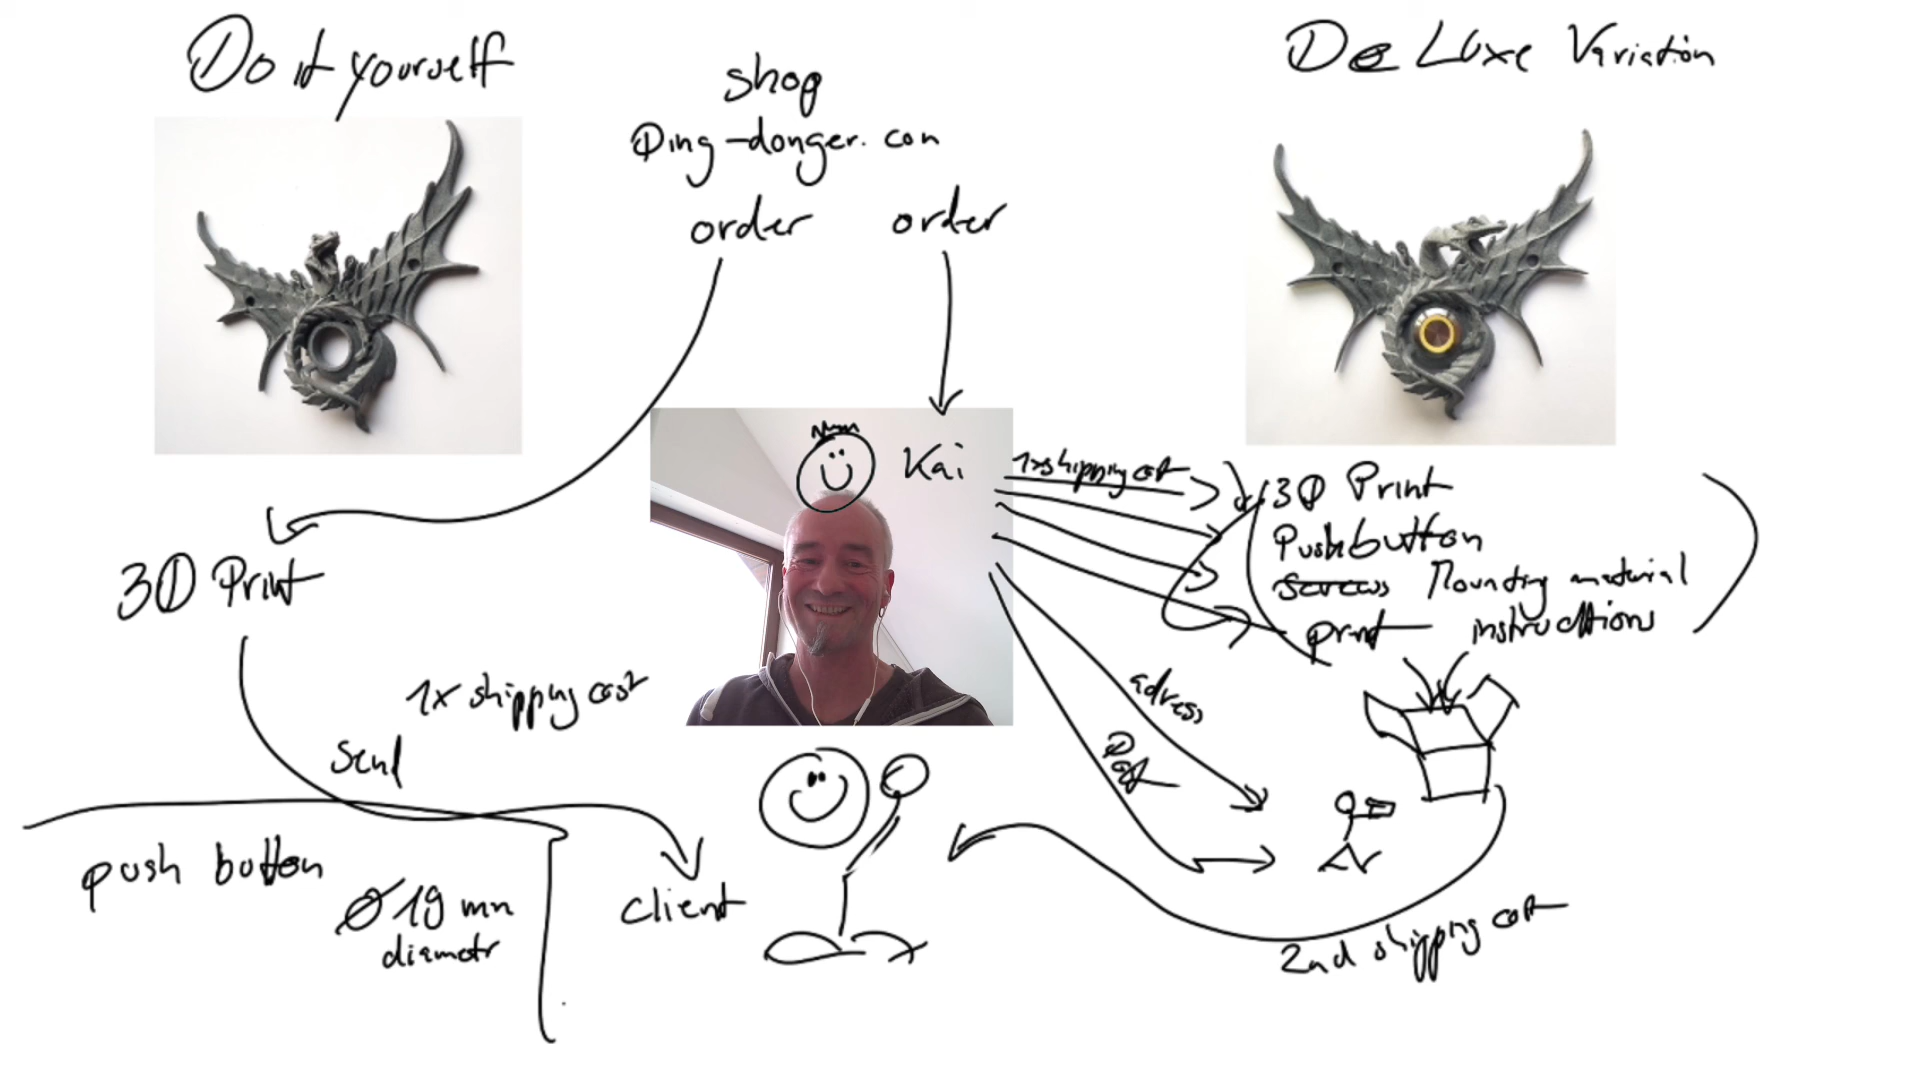 Do it yourself
shop
Ding-donger.com
order
order
De Luxe Variation
Kai
1x shipping cost
3D Print
Pushbutton
Screws Mounting material
print instructions
3D Print
1x shipping cost
Send
adress
push button
Ø 19 mm
diametr
client
2nd shipping cost